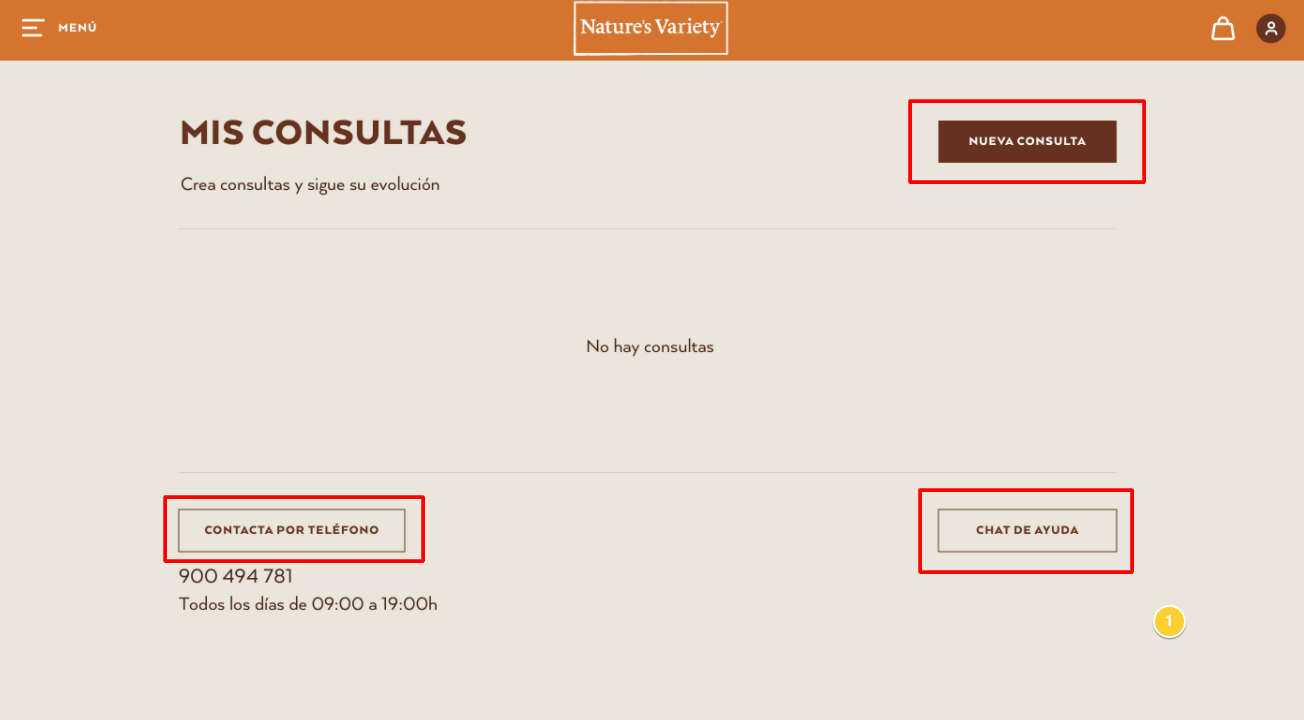 MENÚ
Nature's Variety
MIS CONSULTAS
NUEVA CONSULTA
Crea consultas y sigue su evolución
No hay consultas
CONTACTA POR TELÉFONO
CHAT DE AYUDA
900 494 781
Todos los días de 09:00 a 19:00h
1